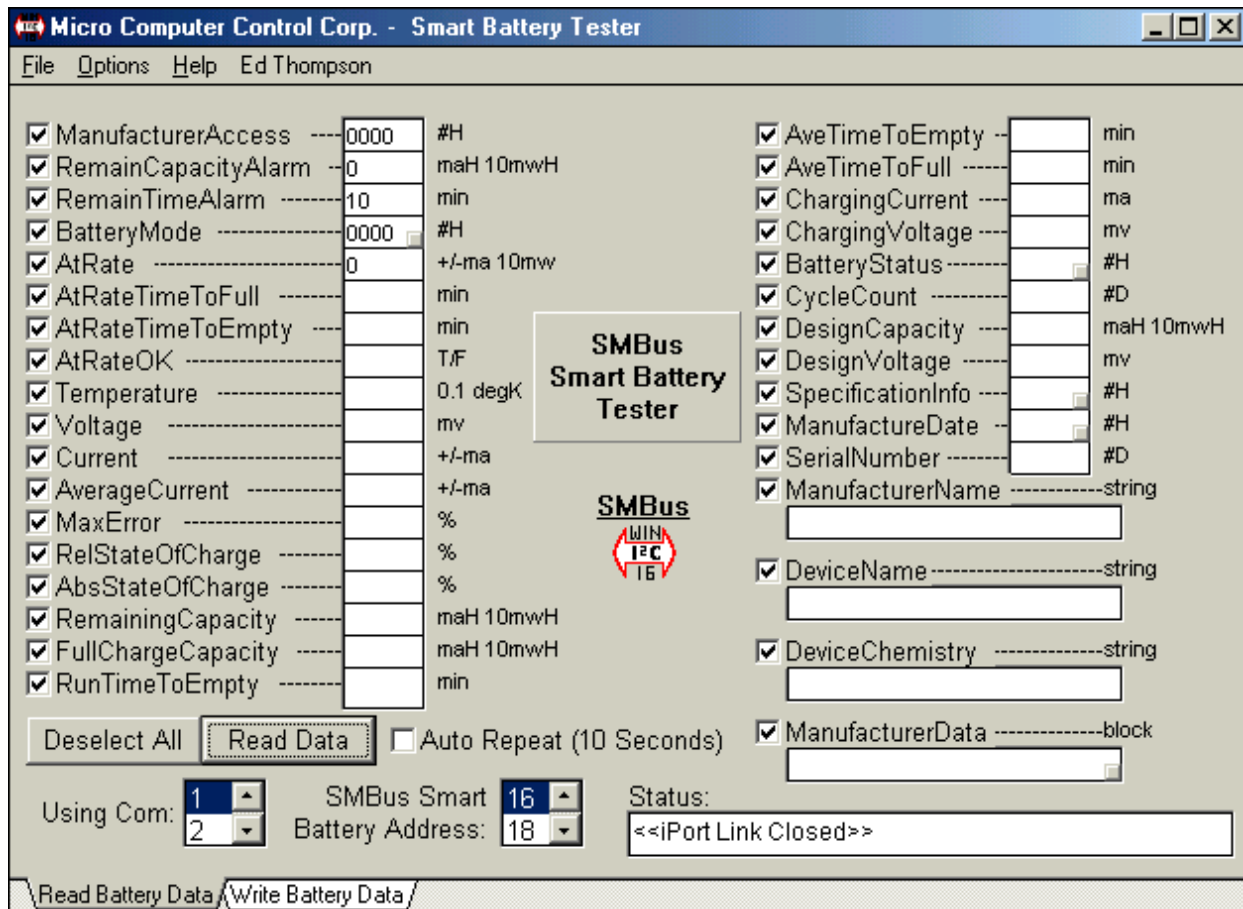 Micro Computer Control Corp. - Smart Battery Tester
File Options Help Ed Thompson
ManufacturerAccess ---- 0000 #H
RemainCapacityAlarm -- 0 maH 10mwH
RemainTimeAlarm -------- 10 min
BatteryMode ---------------- 0000 #H
AtRate ------------------------ 0 +/-ma 10mw
AtRateTimeToFull -------- min
AtRateTimeToEmpty ---- min
AtRateOK ------------------ T/F
Temperature ---------------- 0.1 degK
Voltage ---------------------- mv
Current ---------------------- +/-ma
AverageCurrent ------------ +/-ma
MaxError -------------------- %
RelStateOfCharge -------- %
AbsStateOfCharge -------- %
RemainingCapacity ------ maH 10mwH
FullChargeCapacity ------ maH 10mwH
RunTimeToEmpty -------- min
SMBus
Smart Battery
Tester
SMBus
WIN
I²C
16
AveTimeToEmpty -- min
AveTimeToFull ------ min
ChargingCurrent ---- ma
ChargingVoltage ---- mv
BatteryStatus -------- #H
CycleCount ---------- #D
DesignCapacity ---- maH 10mwH
DesignVoltage ------ mv
SpecificationInfo ---- #H
ManufactureDate -- #H
SerialNumber -------- #D
ManufacturerName ------------string
DeviceName ----------------------string
DeviceChemistry --------------string
ManufacturerData --------------block
Deselect All Read Data Auto Repeat (10 Seconds)
Using Com: 1 2
SMBus Smart Battery Address: 16 18
Status:
<<iPort Link Closed>>
Read Battery Data Write Battery Data